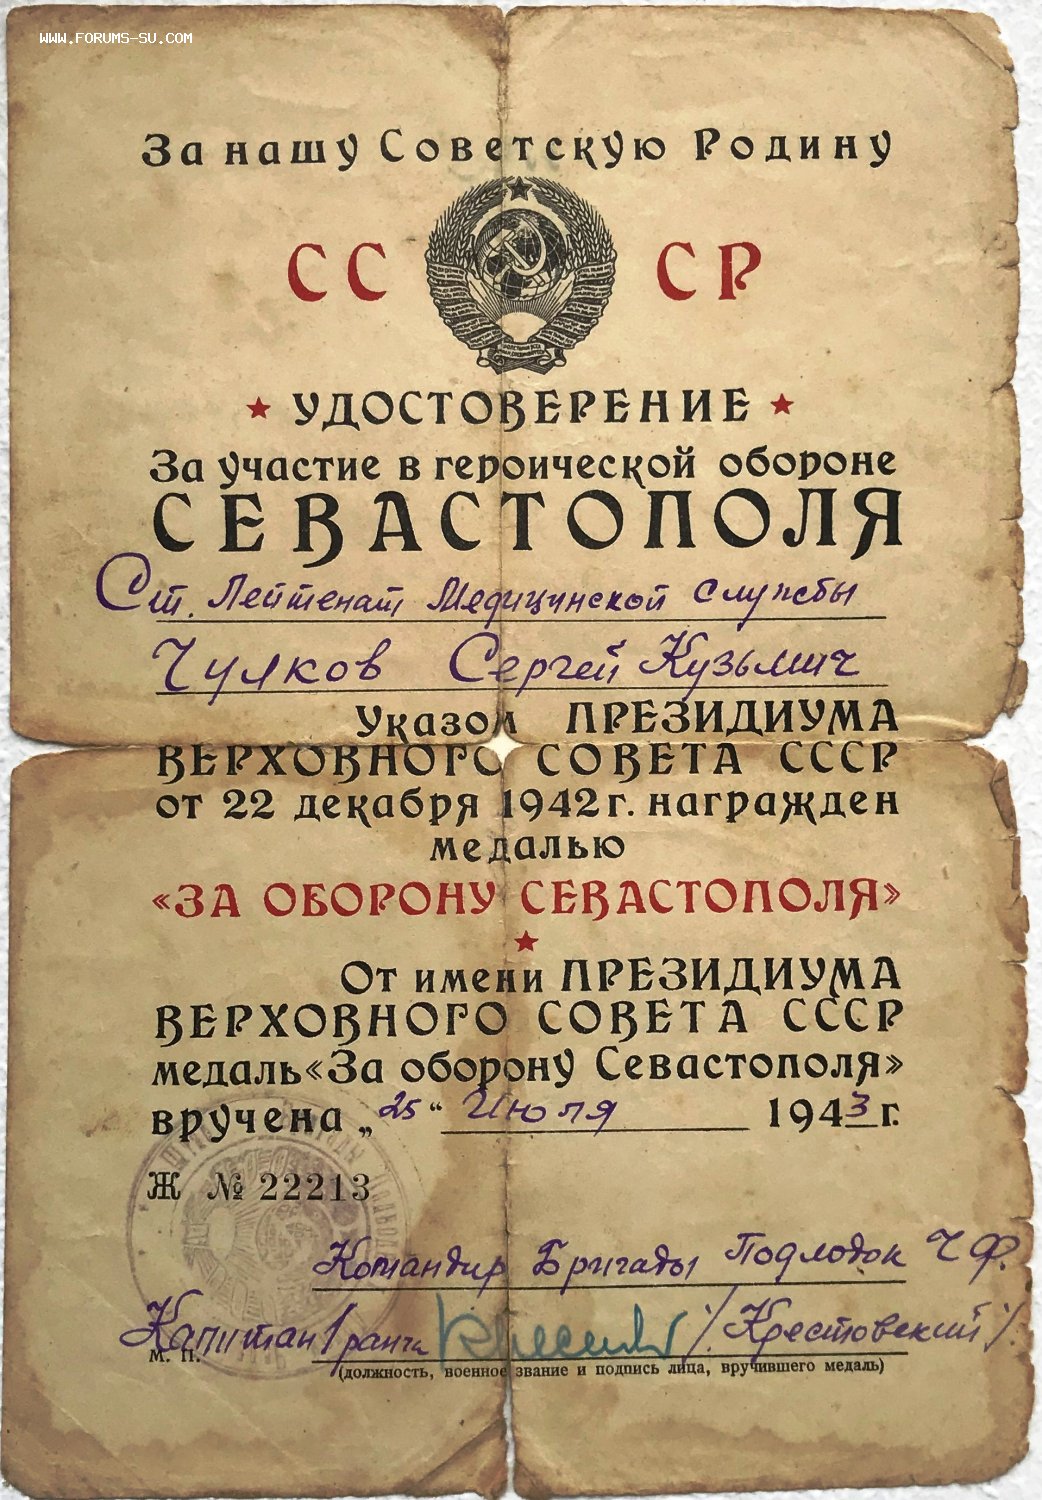 WWW.FORUMS-SU.COM
За нашу Советскую Родину
СС СР
★ УДОСТОВЕРЕНИЕ ★
За участие в героической обороне
СЕВАСТОПОЛЯ
Ст. Лейтенат Медицинской службы
Чулков Сергей Кузьмич
Указом ПРЕЗИДИУМА
ВЕРХОВНОГО СОВЕТА СССР
от 22 декабря 1942 г. награжден
медалью
«ЗА ОБОРОНУ СЕВАСТОПОЛЯ»
★
От имени ПРЕЗИДИУМА
ВЕРХОВНОГО СОВЕТА СССР
медаль «За оборону Севастополя»
вручена „25“ Июля 1943 г.
Ж № 22213
Командир Бригады Подлодок ЧФ.
Капитан 1 ранга /Крестовский/.
М. П.
(должность, военное звание и подпись лица, вручившего медаль)